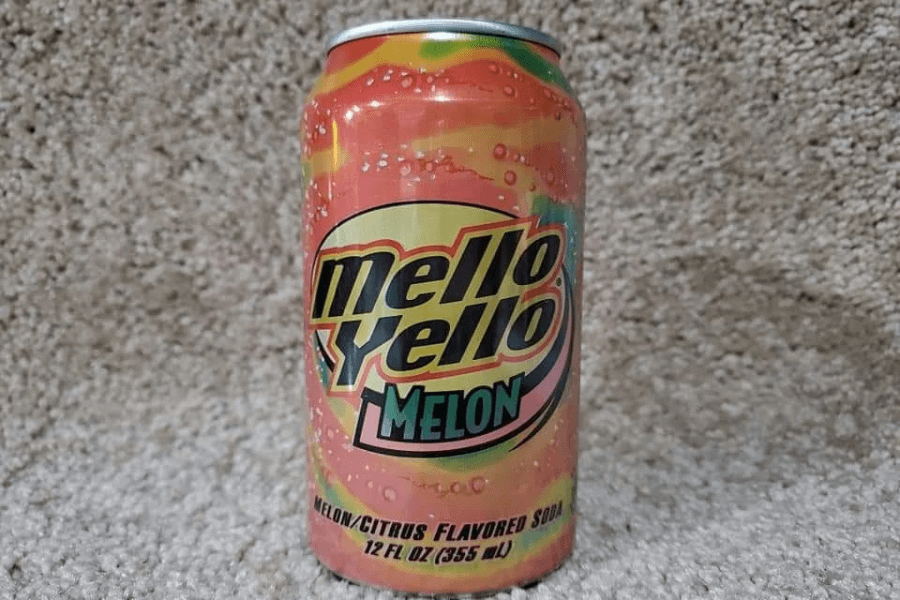 mello
yello
MELON
MELON/CITRUS FLAVORED SODA
12 FL OZ (355 mL)